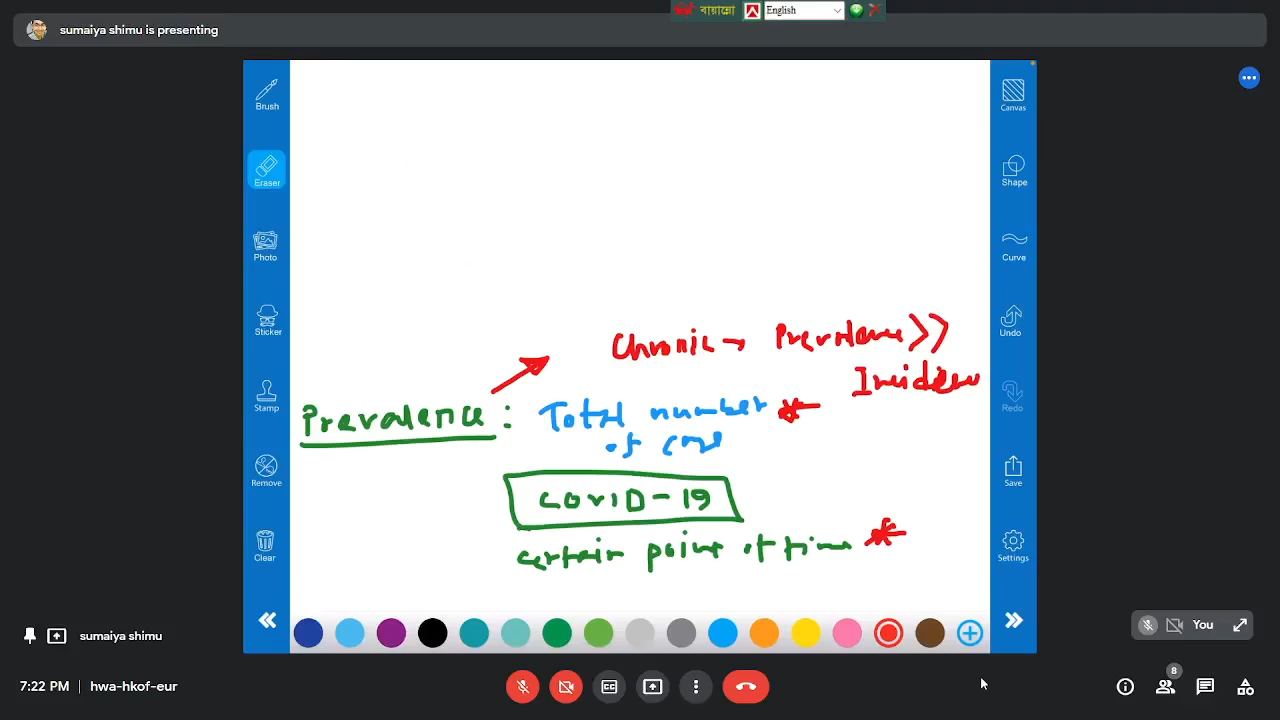 বায়ান্নো English
sumaiya shimu is presenting
Brush
Canvas
Eraser
Shape
Photo
Curve
Chronic → Prevalence >>
Incidence
Sticker
Undo
Prevalence : Total number
of case
Stamp
Redo
COVID-19
Remove
Save
certain point of time
Clear
Settings
sumaiya shimu
You
7:22 PM | hwa-hkof-eur
CC
8